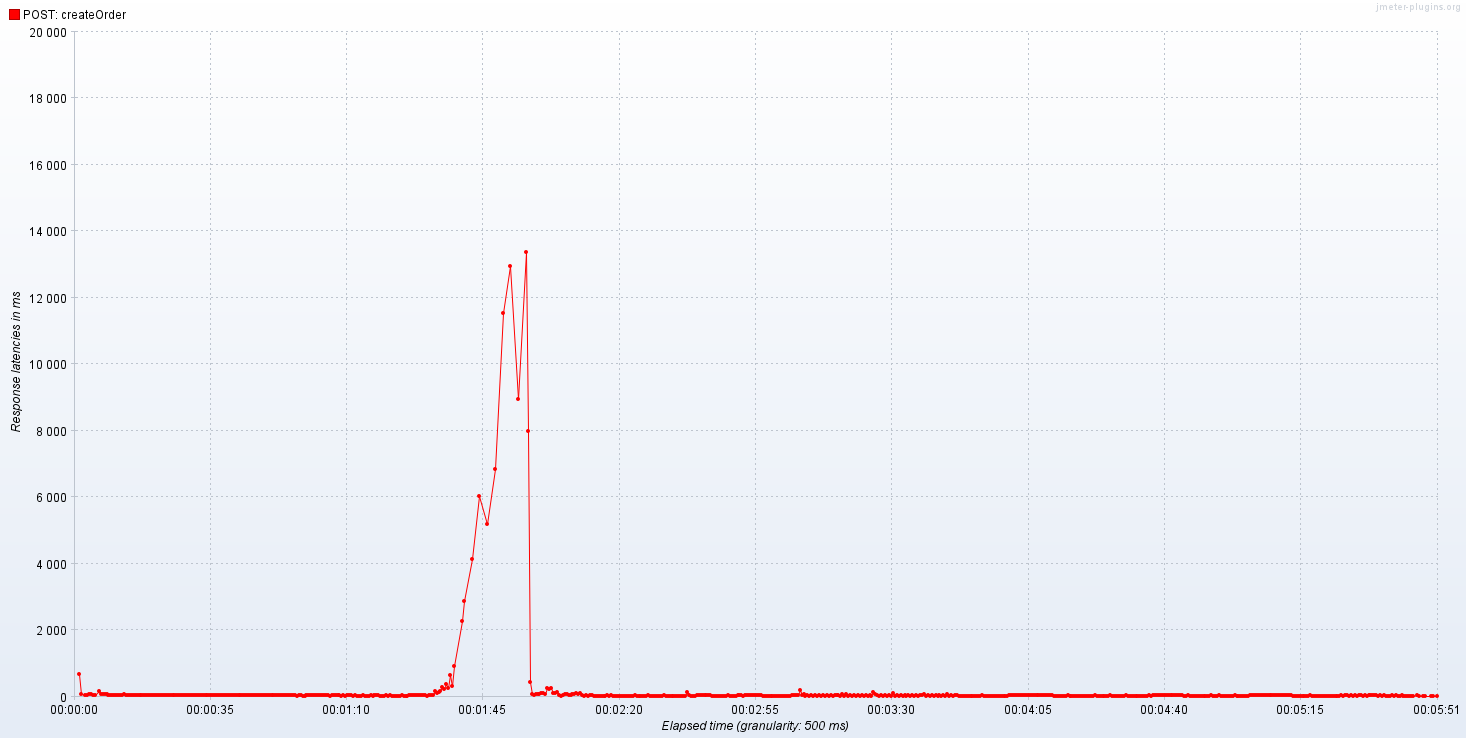 POST: createOrder
jmeter-plugins.org
20 000
18 000
16 000
14 000
12 000
10 000
8 000
6 000
4 000
2 000
0
Response latencies in ms
00:00:00 00:00:35 00:01:10 00:01:45 00:02:20 00:02:55 00:03:30 00:04:05 00:04:40 00:05:15 00:05:51
Elapsed time (granularity: 500 ms)